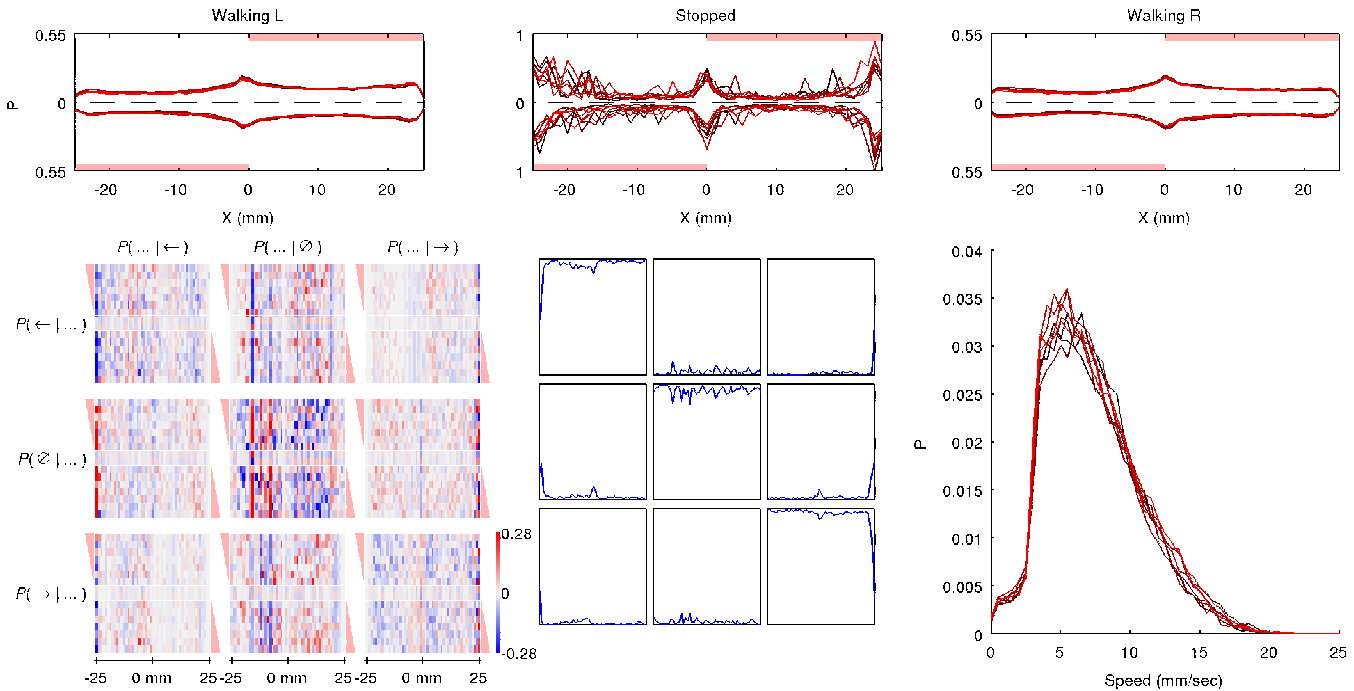 Walking L
Stopped
Walking R
0.55
0
0.55
P
-20
-10
0
10
20
X (mm)
1
0
1
-20
-10
0
10
20
X (mm)
0.55
0
0.55
-20
-10
0
10
20
X (mm)
P( ... | ← )
P( ... | ∅ )
P( ... | → )
P( ← | ... )
P( ∅ | ... )
P( → | ... )
0.28
0
-0.28
-25
0 mm
25
-25
0 mm
25
-25
0 mm
25
0.04
0.035
0.03
0.025
0.02
0.015
0.01
0.005
0
P
0
5
10
15
20
25
Speed (mm/sec)